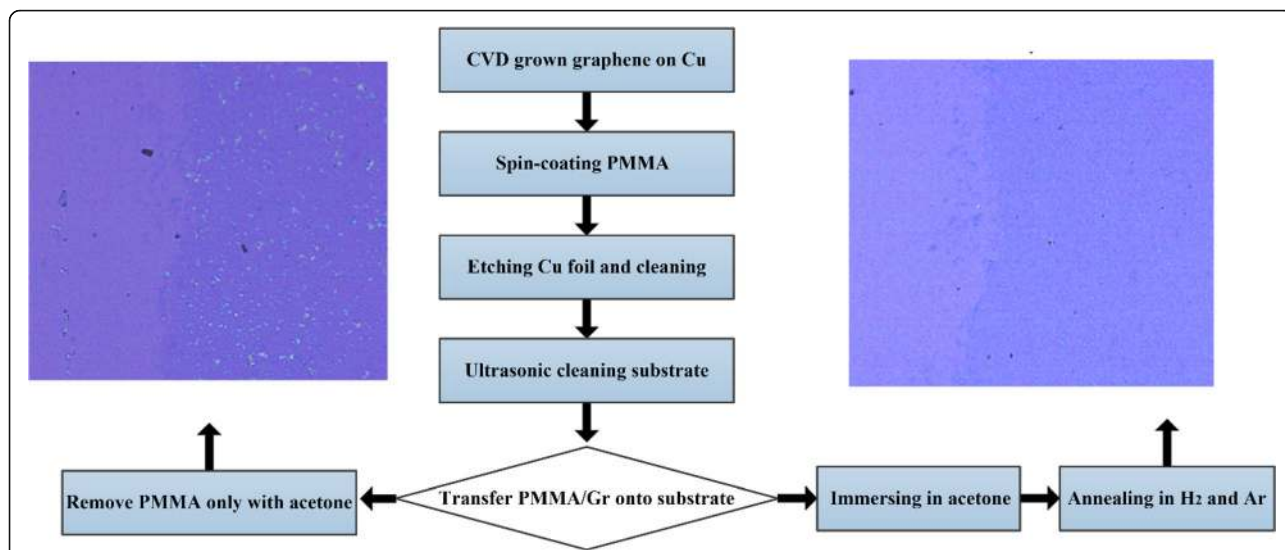 CVD grown graphene on Cu
Spin-coating PMMA
Etching Cu foil and cleaning
Ultrasonic cleaning substrate
Transfer PMMA/Gr onto substrate
Remove PMMA only with acetone
Immersing in acetone
Annealing in H2 and Ar